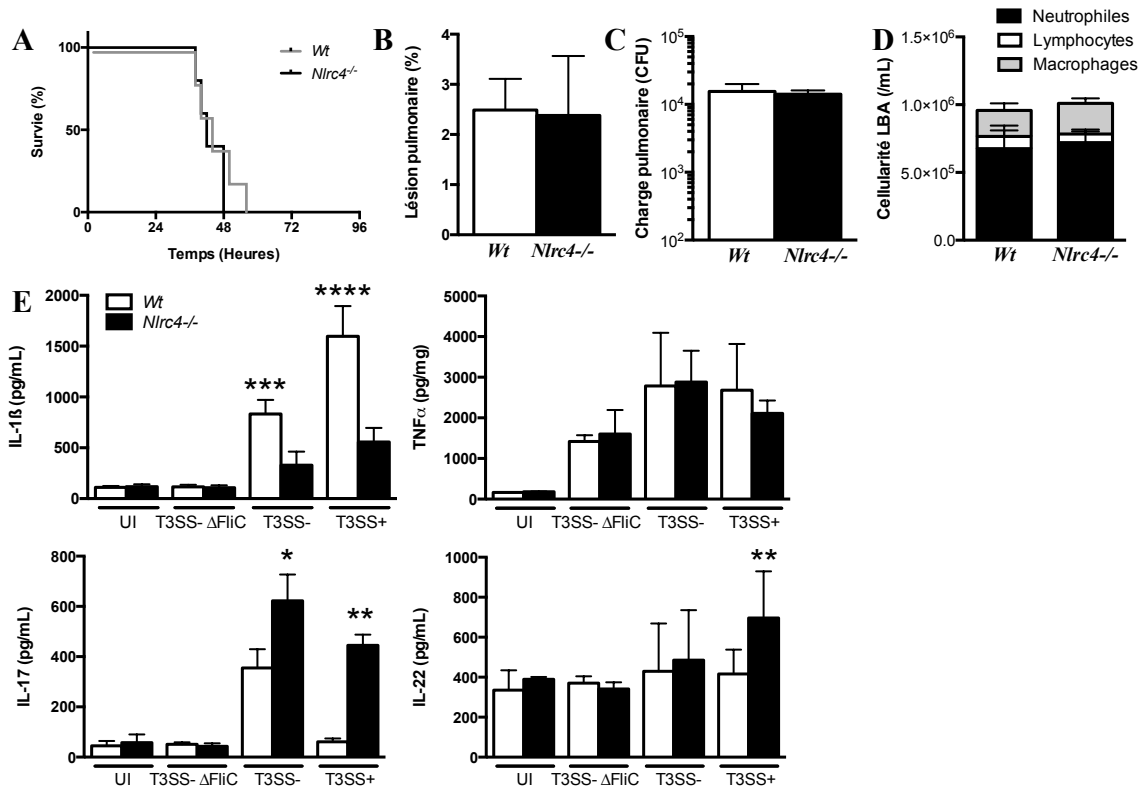 A
Survie (%)
100
50
0
0 24 48 72 96
Temps (Heures)
Wt
Nlrc4-/-
B
Lésion pulmonaire (%)
4
3
2
1
0
Wt Nlrc4-/-
C
Charge pulmonaire (CFU)
10⁵
10⁴
10³
10²
Wt Nlrc4-/-
D
Neutrophiles
Lymphocytes
Macrophages
Cellularité LBA (/mL)
1.5×10⁶
1.0×10⁶
5.0×10⁵
0.0
Wt Nlrc4-/-
E
Wt
Nlrc4-/-
IL-1ß (pg/mL)
2000
1500
1000
500
0
***
****
UI T3SS- ΔFliC T3SS- T3SS+
TNFα (pg/mg)
5000
4000
3000
2000
1000
0
UI T3SS- ΔFliC T3SS- T3SS+
IL-17 (pg/mL)
800
600
400
200
0
*
**
UI T3SS- ΔFliC T3SS- T3SS+
IL-22 (pg/mL)
1000
800
600
400
200
0
**
UI T3SS- ΔFliC T3SS- T3SS+